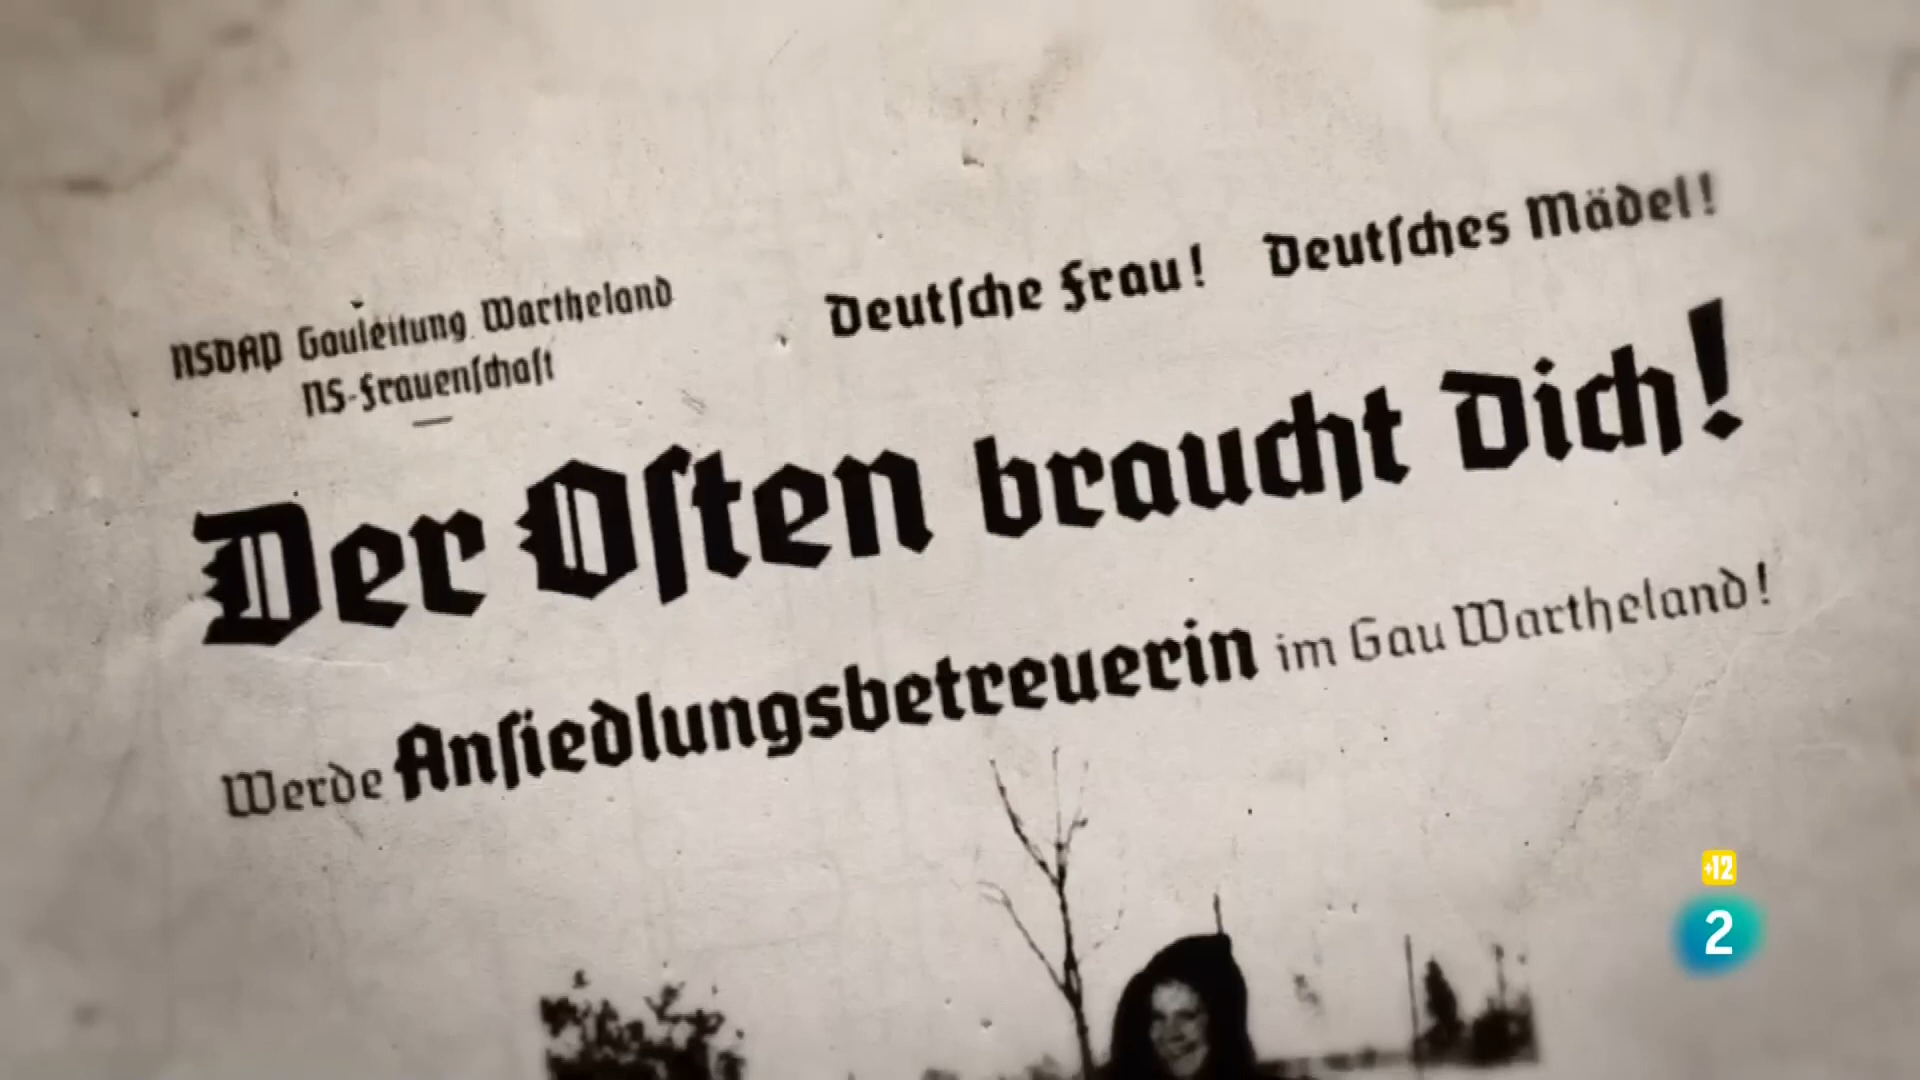 NSDAP Gauleitung Wartheland
NS-Frauenſchaft
Deutſche Frau! Deutſches Mädel!
Der Oſten braucht Dich!
Werde Anſiedlungsbetreuerin im Gau Wartheland!
+12
2